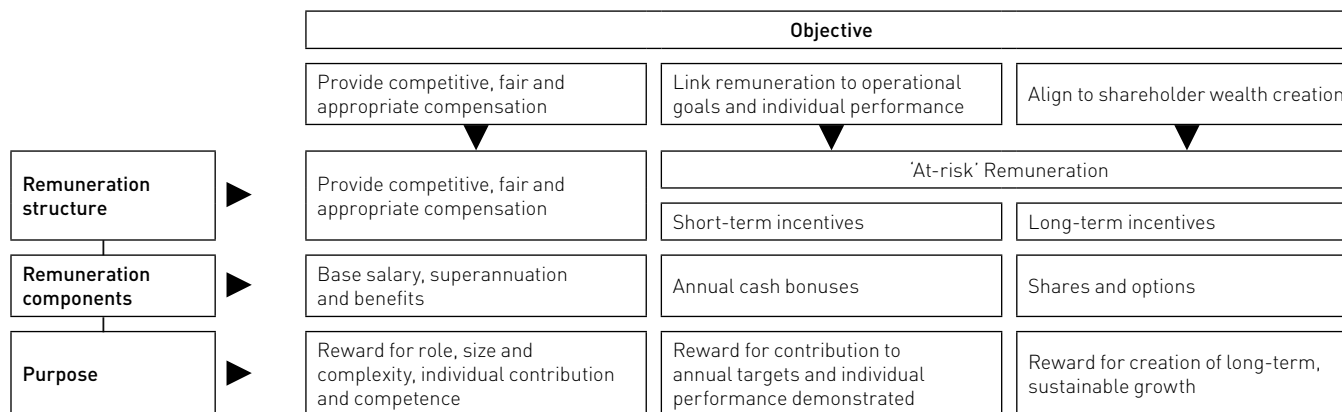 Objective
Provide competitive, fair and
appropriate compensation
Link remuneration to operational
goals and individual performance
Align to shareholder wealth creation
Remuneration
structure
Provide competitive, fair and
appropriate compensation
‘At-risk’ Remuneration
Short-term incentives
Long-term incentives
Remuneration
components
Base salary, superannuation
and benefits
Annual cash bonuses
Shares and options
Purpose
Reward for role, size and
complexity, individual contribution
and competence
Reward for contribution to
annual targets and individual
performance demonstrated
Reward for creation of long-term,
sustainable growth